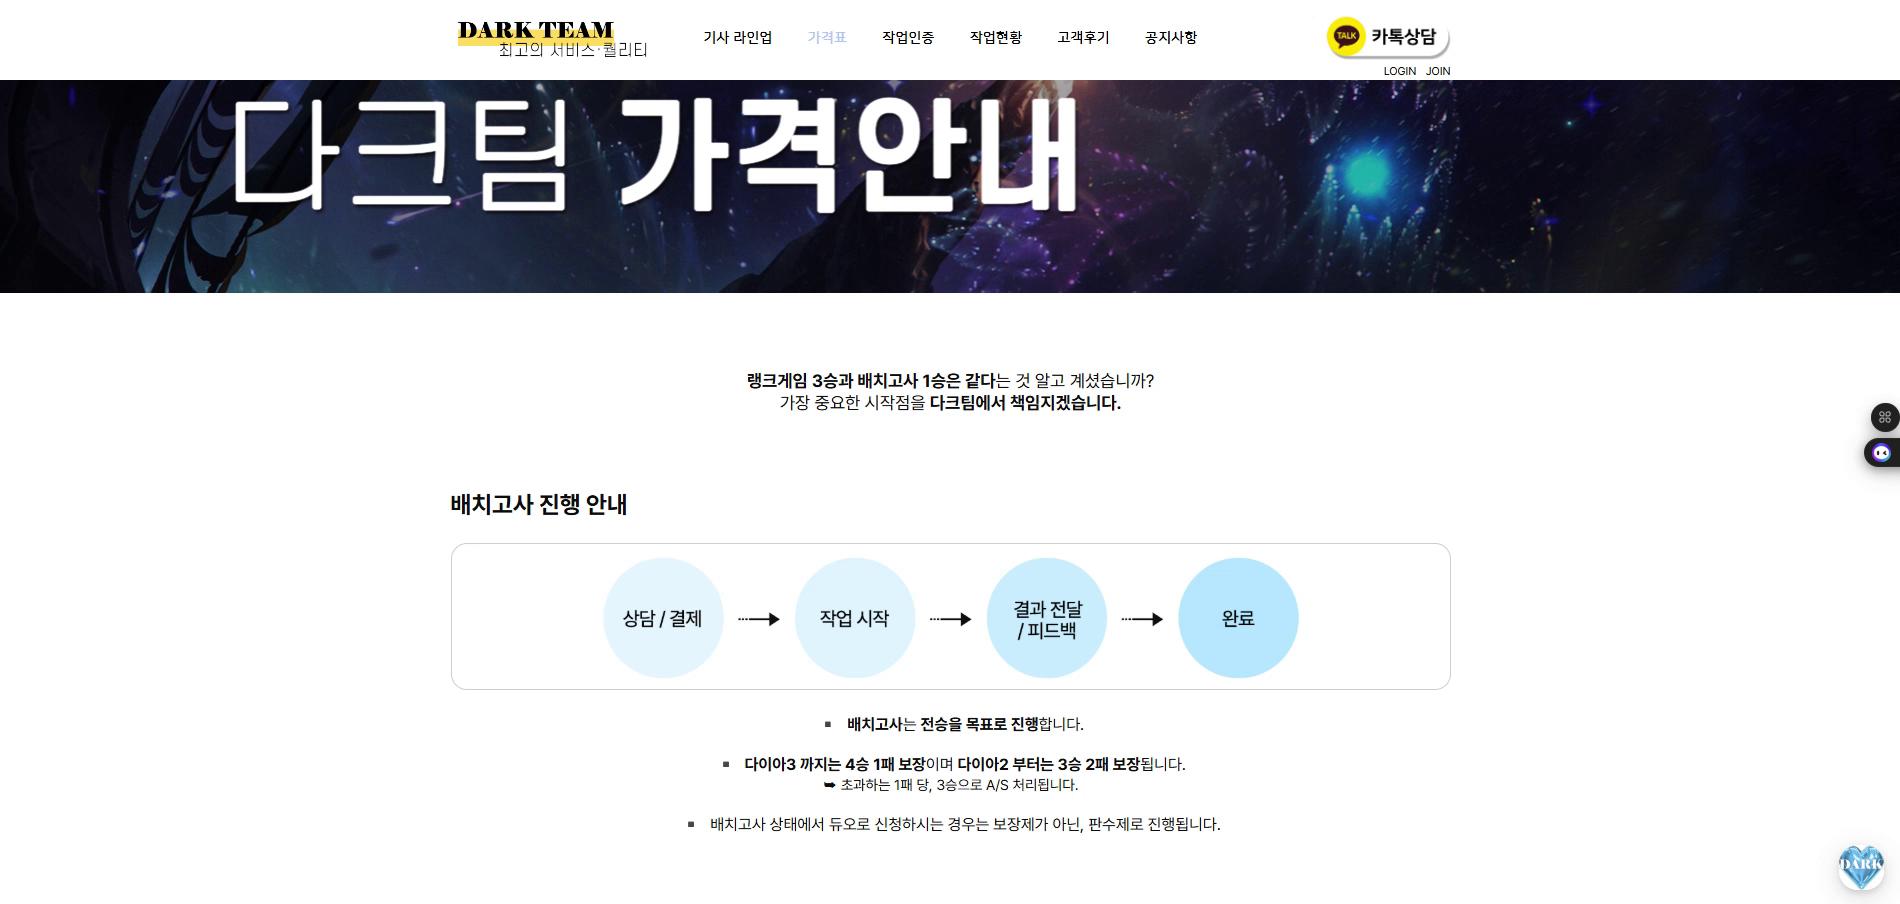 DARK TEAM
최고의 서비스·퀄리티
기사 라인업
가격표
작업인증
작업현황
고객후기
공지사항
TALK
카톡상담
LOGIN JOIN
다크팀 가격안내
랭크게임 3승과 배치고사 1승은 같다는 것 알고 계셨습니까?
가장 중요한 시작점을 다크팀에서 책임지겠습니다.
배치고사 진행 안내
상담 / 결제
작업 시작
결과 전달
/ 피드백
완료
▪ 배치고사는 전승을 목표로 진행합니다.
▪ 다이아3 까지는 4승 1패 보장이며 다이아2 부터는 3승 2패 보장됩니다.
➥ 초과하는 1패 당, 3승으로 A/S 처리됩니다.
▪ 배치고사 상태에서 듀오로 신청하시는 경우는 보장제가 아닌, 판수제로 진행됩니다.
DARK